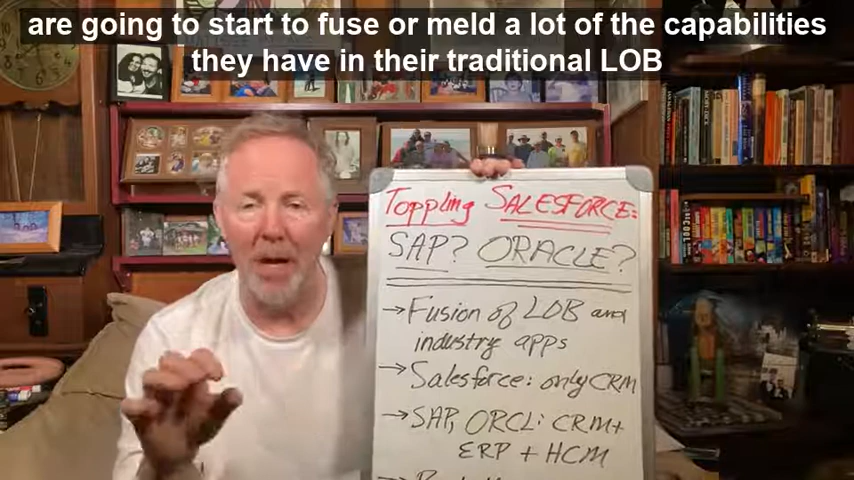 are going to start to fuse or meld a lot of the capabilities
they have in their traditional LOB
Toppling SALESFORCE:
SAP? ORACLE?
→Fusion of LOB and
industry apps
→Salesforce: only CRM
→SAP, ORCL: CRM+
ERP + HCM